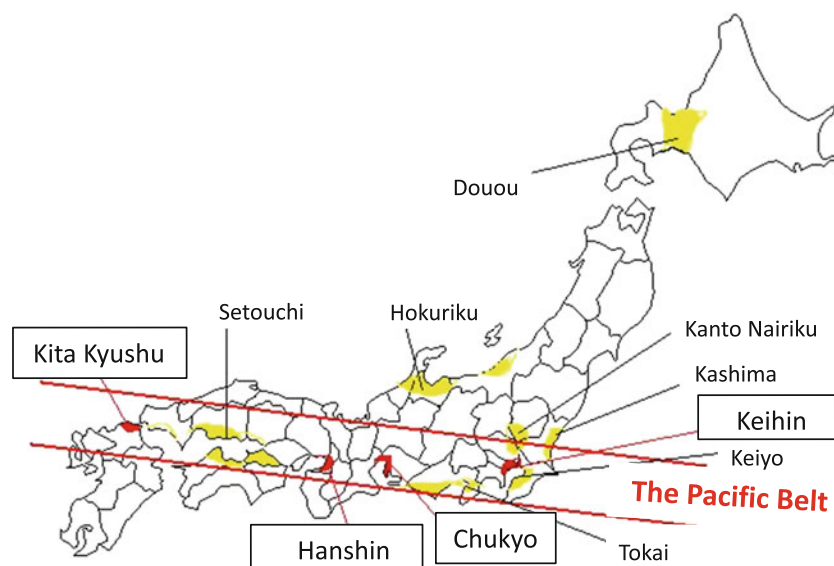 Douou
Setouchi
Hokuriku
Kanto Nairiku
Kita Kyushu
Kashima
Keihin
Keiyo
The Pacific Belt
Hanshin
Chukyo
Tokai